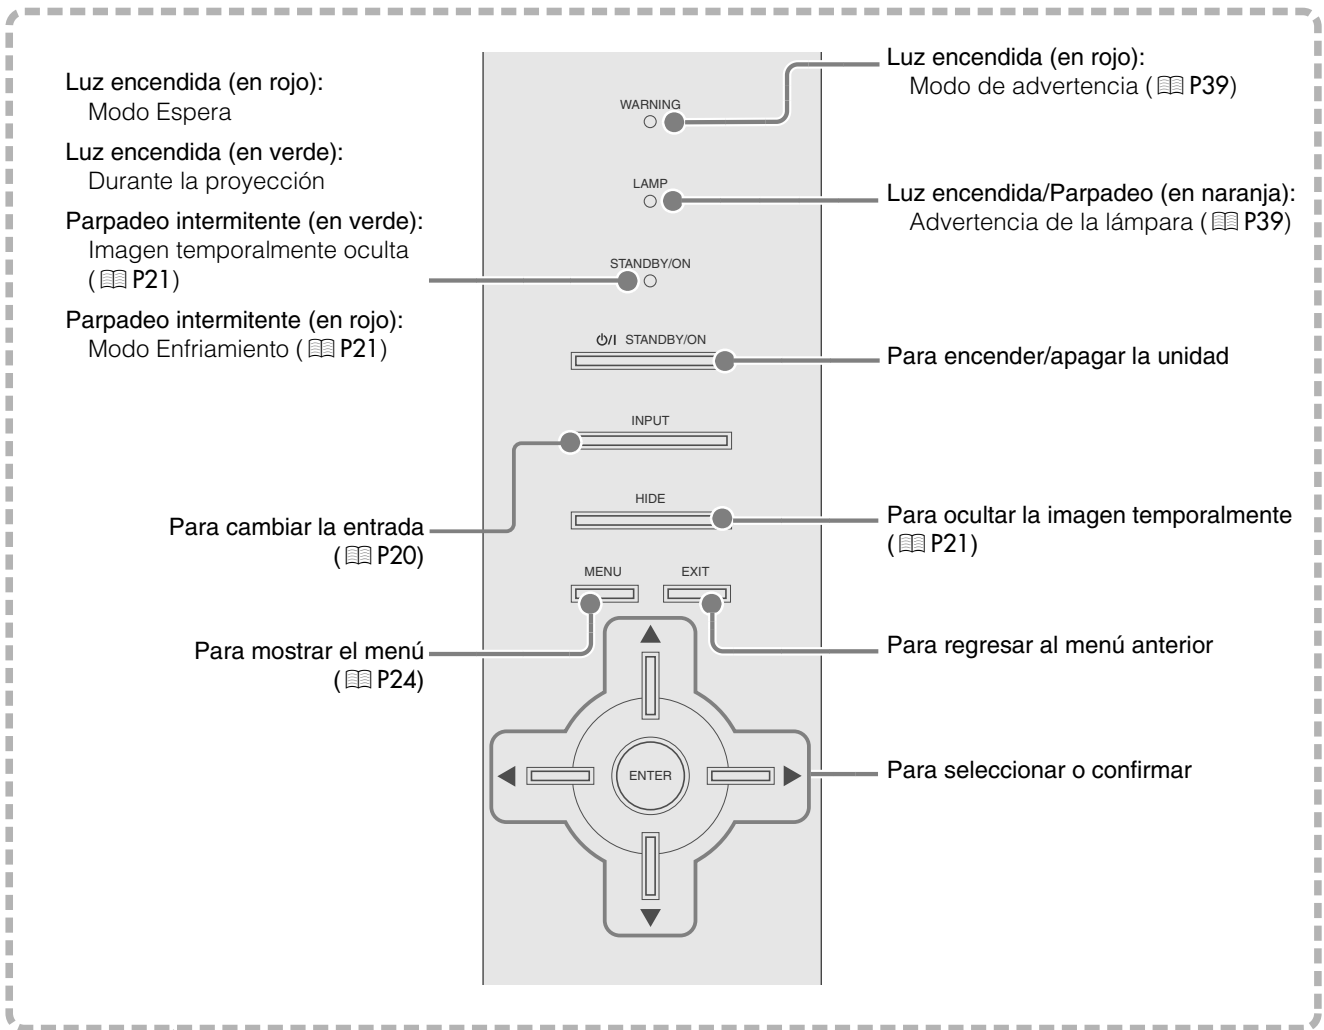 Luz encendida (en rojo):
Modo Espera
Luz encendida (en verde):
Durante la proyección
Parpadeo intermitente (en verde):
Imagen temporalmente oculta
(P21)
Parpadeo intermitente (en rojo):
Modo Enfriamiento (P21)
Para cambiar la entrada
(P20)
Para mostrar el menú
(P24)
WARNING
LAMP
STANDBY/ON
⏻/I STANDBY/ON
INPUT
HIDE
MENU
EXIT
ENTER
Luz encendida (en rojo):
Modo de advertencia (P39)
Luz encendida/Parpadeo (en naranja):
Advertencia de la lámpara (P39)
Para encender/apagar la unidad
Para ocultar la imagen temporalmente
(P21)
Para regresar al menú anterior
Para seleccionar o confirmar